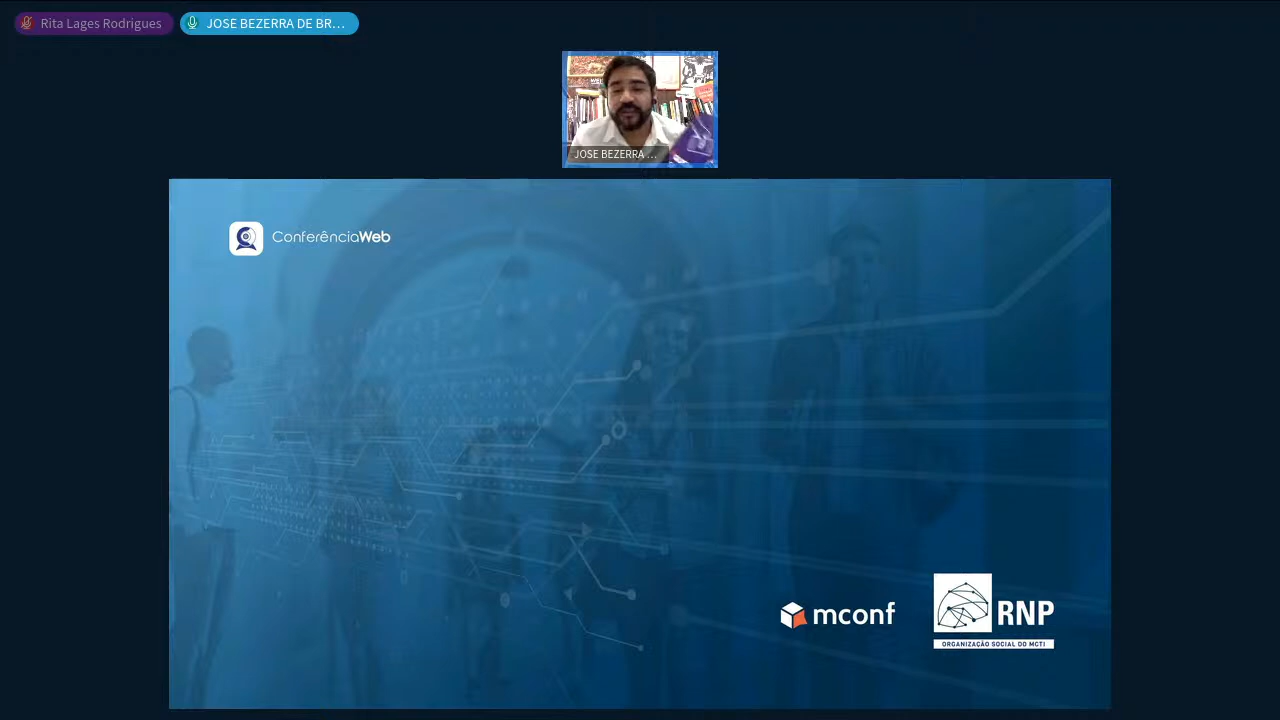 Rita Lages Rodrigues
JOSE BEZERRA DE BR…
JOSE BEZERRA …
ConferênciaWeb
mconf
RNP
ORGANIZAÇÃO SOCIAL DO MCTI